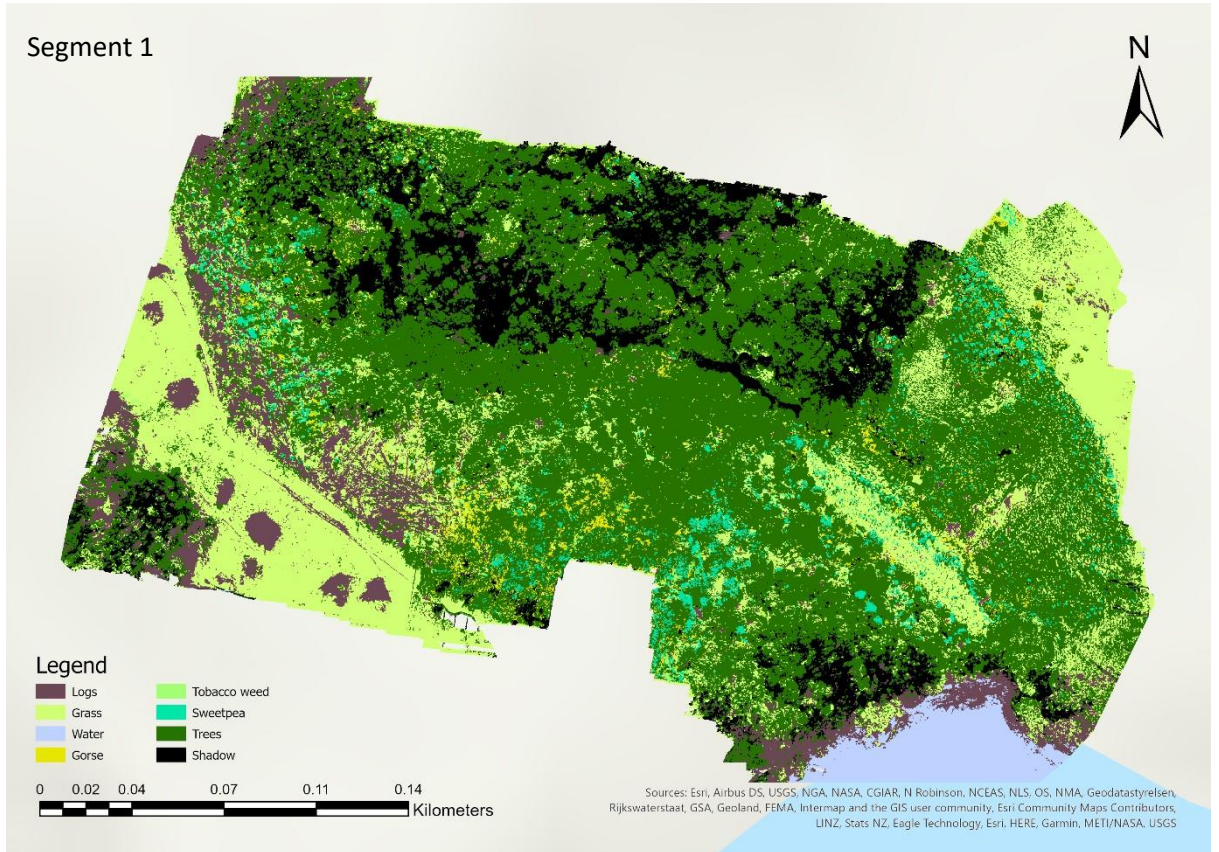 Segment 1
N
Legend
Logs
Grass
Water
Gorse
Tobacco weed
Sweetpea
Trees
Shadow
0 0.02 0.04 0.07 0.11 0.14
Kilometers
Sources: Esri, Airbus DS, USGS, NGA, NASA, CGIAR, N Robinson, NCEAS, NLS, OS, NMA, Geodatastyrelsen,
Rijkswaterstaat, GSA, Geoland, FEMA, Intermap and the GIS user community, Esri Community Maps Contributors,
LINZ, Stats NZ, Eagle Technology, Esri, HERE, Garmin, METI/NASA, USGS